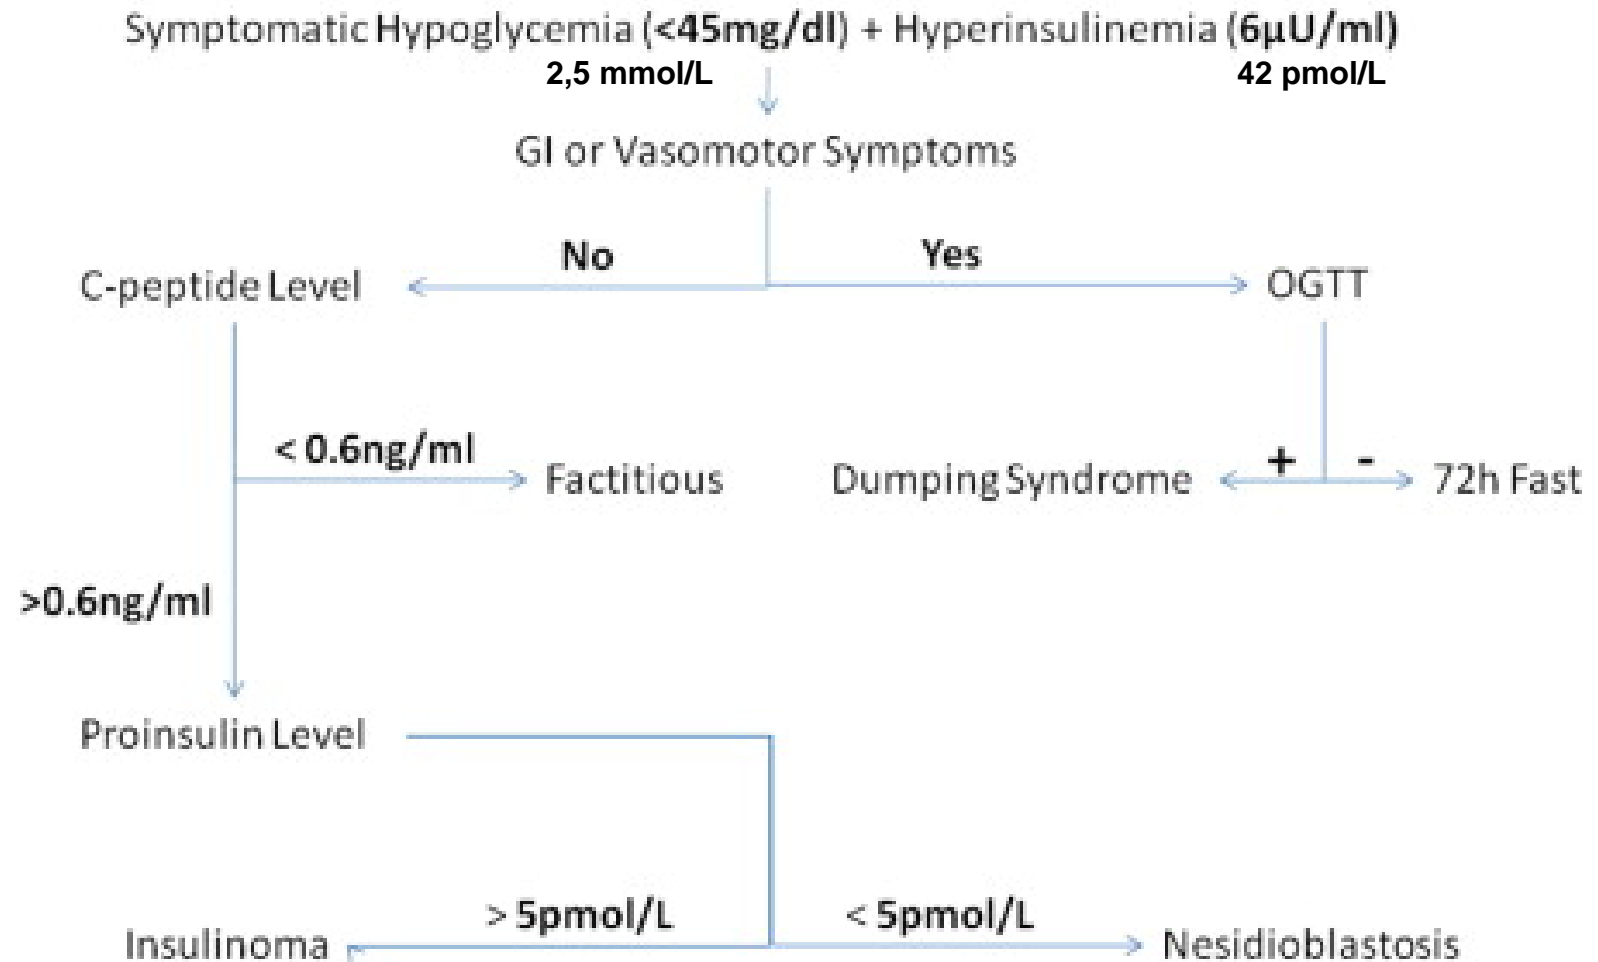 Symptomatic Hypoglycemia (<45mg/dl) + Hyperinsulinemia (6µU/ml)
2,5 mmol/L 42 pmol/L
GI or Vasomotor Symptoms
No Yes
C-peptide Level OGTT
< 0.6ng/ml + -
Factitious Dumping Syndrome 72h Fast
>0.6ng/ml
Proinsulin Level
> 5pmol/L < 5pmol/L
Insulinoma Nesidioblastosis